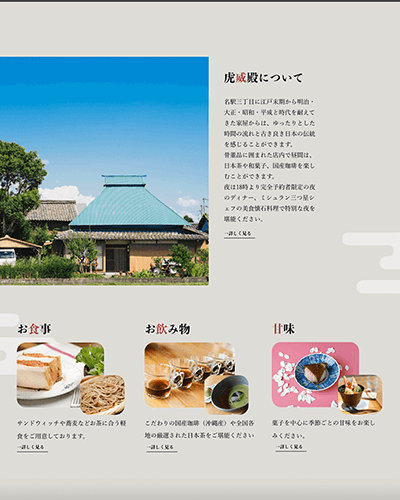 虎威殿について
名駅三丁目に江戸末期から明治・
大正・昭和・平成と時代を耐えて
きた家屋からは、ゆったりとした
時間の流れと古き良き日本の伝統
を感じることができます。
骨董品に囲まれた店内で昼間は、
日本茶や和菓子、国産珈琲を楽し
むことができます。
夜は18時より完全予約者限定の夜
のディナー、ミシュラン三つ星シ
ェフの美食懐石料理で特別な夜を
堪能ください。
―詳しく見る
お食事
サンドウィッチや蕎麦などお茶に合う軽
食をご用意しております。
―詳しく見る
お飲み物
こだわりの国産珈琲（沖縄産）や全国各
地の厳選された日本茶をご堪能ください
―詳しく見る
甘味
菓子を中心に季節ごとの甘味をお楽し
みください。
―詳しく見る